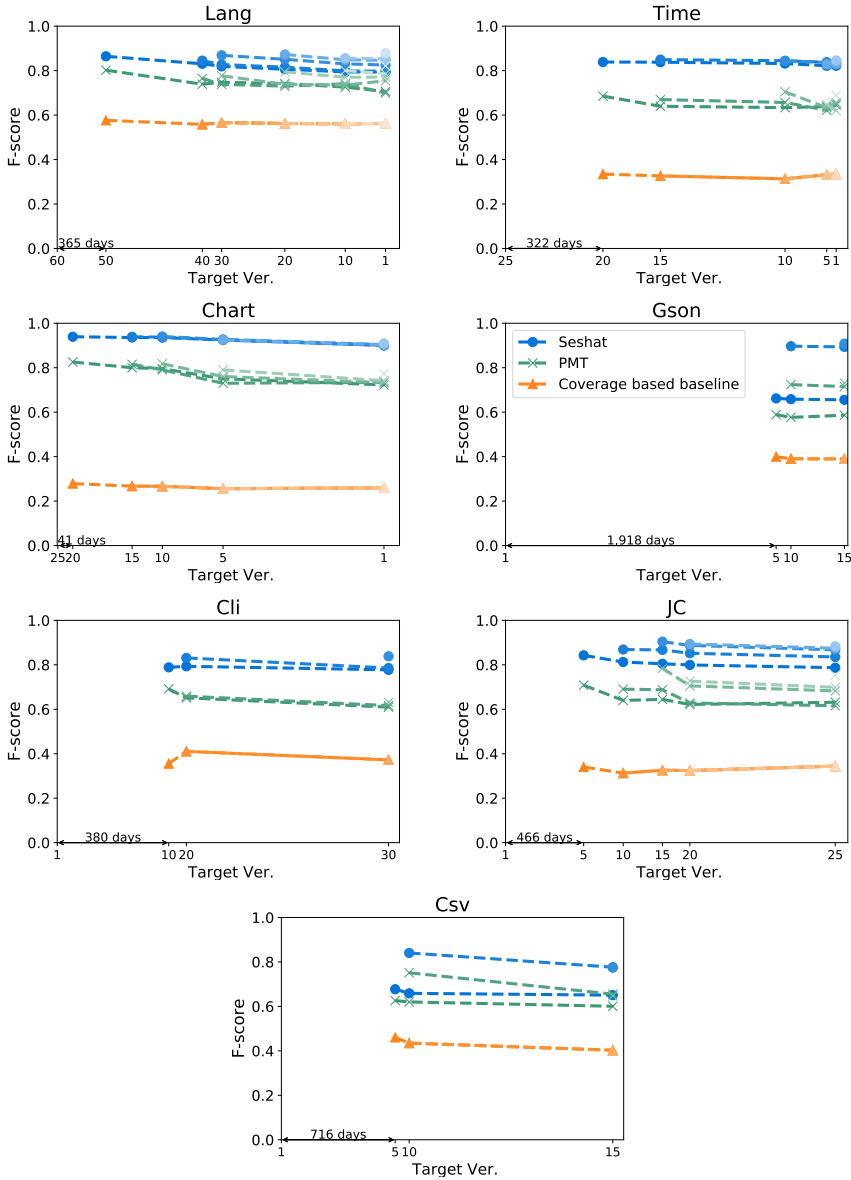 Lang
F-score
1.0
0.8
0.6
0.4
0.2
0.0
365 days
60 50 40 30 20 10 1
Target Ver.
Time
F-score
1.0
0.8
0.6
0.4
0.2
0.0
322 days
25 20 15 10 5 1
Target Ver.
Chart
F-score
1.0
0.8
0.6
0.4
0.2
0.0
41 days
25 20 15 10 5 1
Target Ver.
Gson
F-score
1.0
0.8
0.6
0.4
0.2
0.0
Seshat
PMT
Coverage based baseline
1,918 days
1 5 10 15
Target Ver.
Cli
F-score
1.0
0.8
0.6
0.4
0.2
0.0
380 days
1 10 20 30
Target Ver.
JC
F-score
1.0
0.8
0.6
0.4
0.2
0.0
466 days
1 5 10 15 20 25
Target Ver.
Csv
F-score
1.0
0.8
0.6
0.4
0.2
0.0
716 days
1 5 10 15
Target Ver.